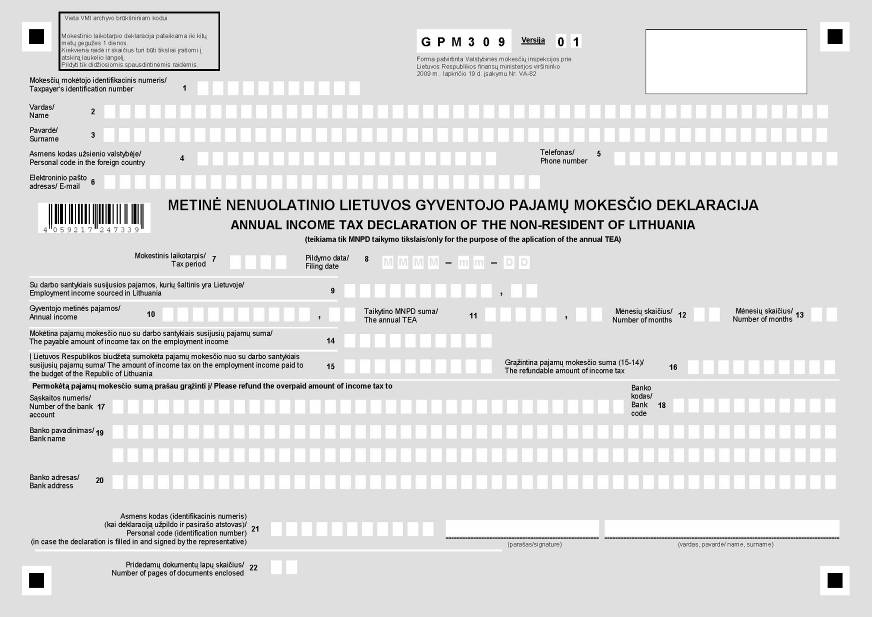 Vieta VMI archyvo brūkšniniam kodui
Mokestinio laikotarpio deklaracija pateikiama iki kitų
metų gegužės 1 dienos.
Kiekviena raidė ir skaičius turi būti tiksliai įrašomi į
atskirą laukelio langelį.
Pildyti tik didžiosiomis spausdintinėmis raidėmis.
GPM309 Versija 01
Forma patvirtinta Valstybinės mokesčių inspekcijos prie
Lietuvos Respublikos finansų ministerijos viršininko
2009 m. lapkričio 19 d. įsakymu Nr. VA-82
Mokesčių mokėtojo identifikacinis numeris/
Taxpayer's identification number 1
Vardas/
Name 2
Pavardė/
Surname 3
Asmens kodas užsienio valstybėje/
Personal code in the foreign country 4
Telefonas/
Phone number 5
Elektroninio pašto
adresas/ E-mail 6
4 059217 247339
METINĖ NENUOLATINIO LIETUVOS GYVENTOJO PAJAMŲ MOKESČIO DEKLARACIJA
ANNUAL INCOME TAX DECLARATION OF THE NON-RESIDENT OF LITHUANIA
(teikiama tik MNPD taikymo tikslais/only for the purpose of the aplication of the annual TEA)
Mokestinis laikotarpis/
Tax period 7
Pildymo data/
Filing date 8 MMMM – mm – DD
Su darbo santykiais susijusios pajamos, kurių šaltinis yra Lietuvoje/
Employment income sourced in Lithuania 9 ,
Gyventojo metinės pajamos/
Annual income 10 ,
Taikytino MNPD suma/
The annual TEA 11 ,
Mėnesių skaičius/
Number of months 12
Mėnesių skaičius/
Number of months 13
Mokėtina pajamų mokesčio nuo su darbo santykiais susijusių pajamų suma/
The payable amount of income tax on the employment income 14
Į Lietuvos Respublikos biudžetą sumokėta pajamų mokesčio nuo su darbo santykiais
susijusių pajamų suma/ The amount of income tax on the employment income paid to
the budget of the Republic of Lithuania 15
Grąžintina pajamų mokesčio suma (15-14)/
The refundable amount of income tax 16
Permokėtą pajamų mokesčio sumą prašau grąžinti į/ Please refund the overpaid amount of income tax to
Sąskaitos numeris/
Number of the bank 17
account
Banko
kodas/
Bank 18
code
Banko pavadinimas/
Bank name 19
Banko adresas/
Bank address 20
Asmens kodas (identifikacinis numeris)
(kai deklaraciją užpildo ir pasirašo atstovas)/
Personal code (identification number) 21
(in case the declaration is filled in and signed by the representative)
(parašas/signature)
(vardas, pavardė/ name, surname)
Pridedamų dokumentų lapų skaičius/
Number of pages of documents enclosed 22